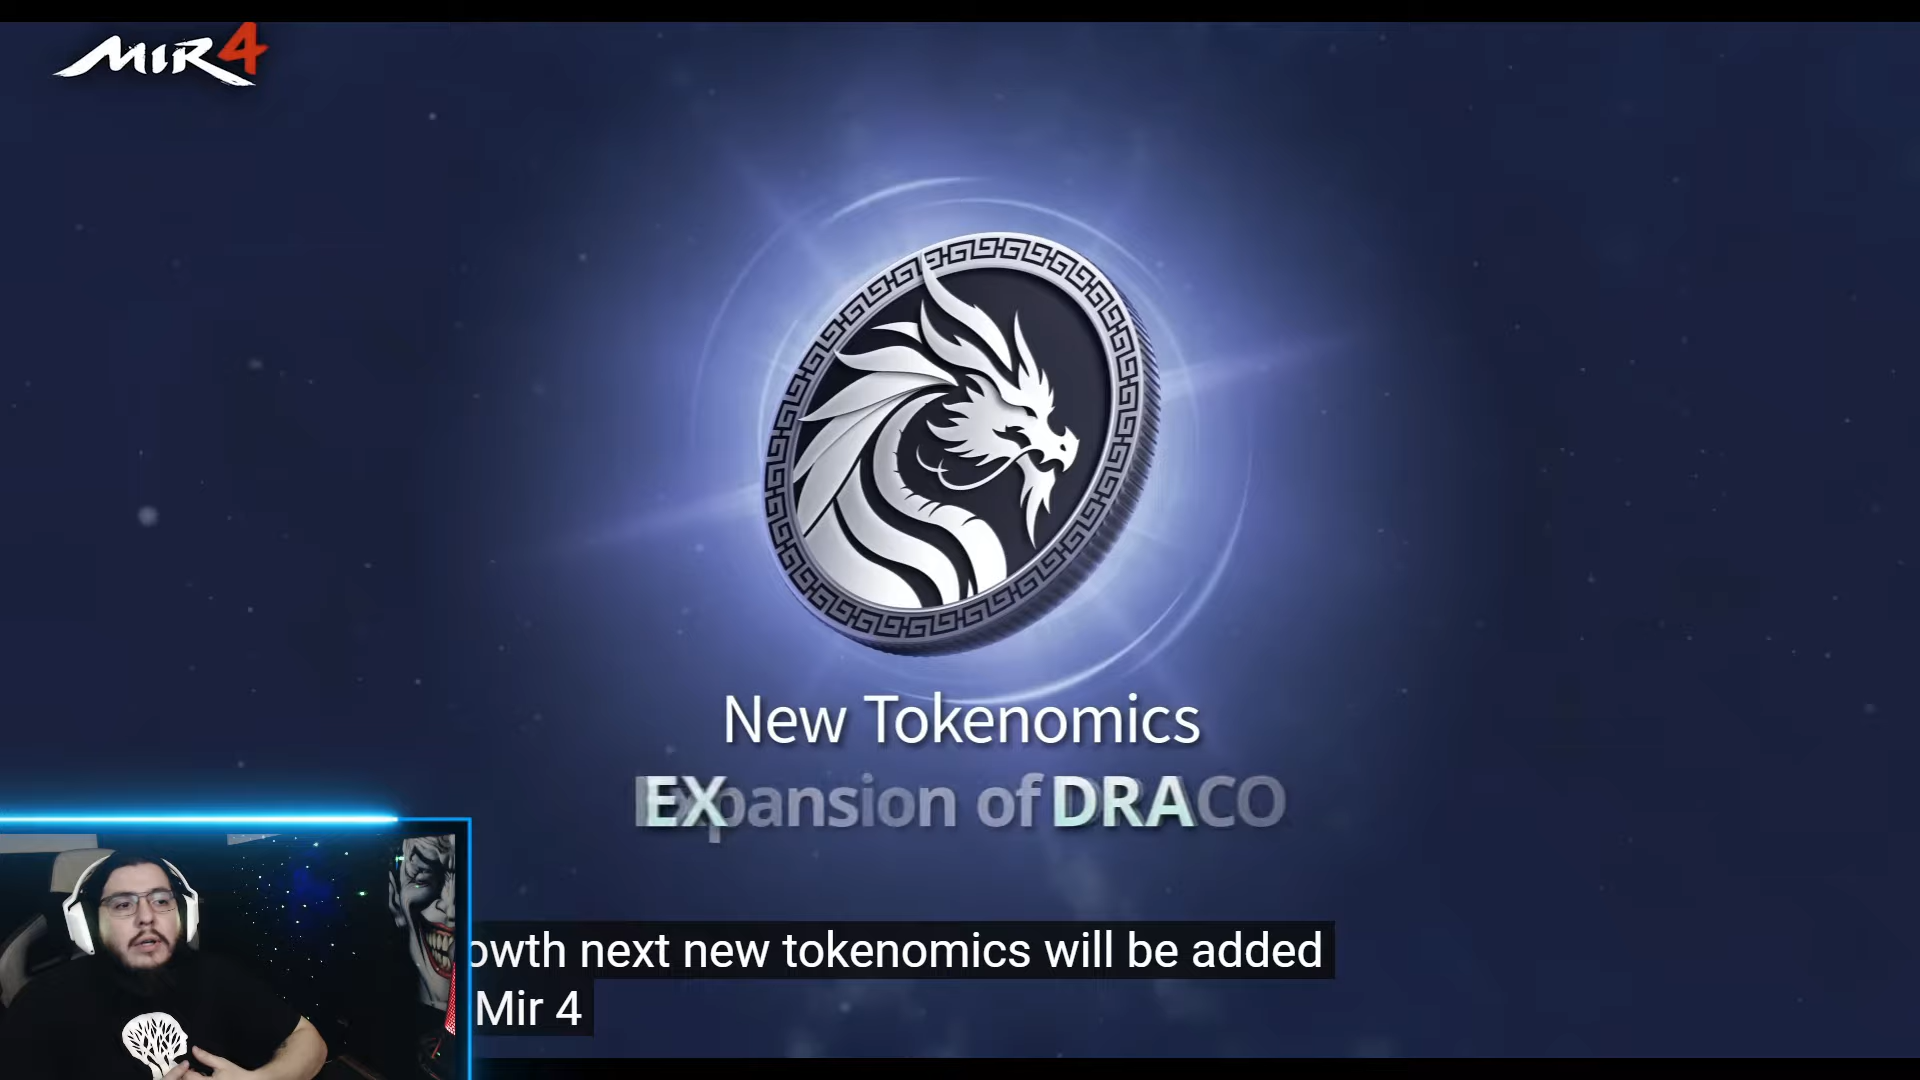 MIR4
New Tokenomics
Expansion of DRACO
owth next new tokenomics will be added
Mir 4